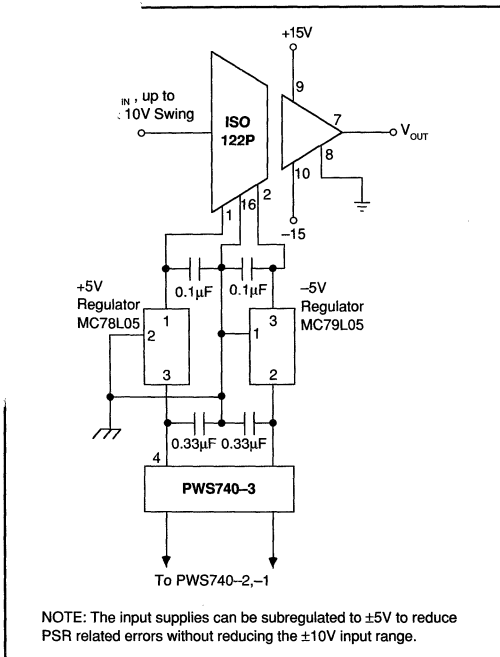 +15V
IN , up to
10V Swing
ISO
122P
9
7
8
10
VOUT
–15
1
16
2
0.1µF
0.1µF
+5V
Regulator
MC78L05
–5V
Regulator
MC79L05
1
2
3
3
1
2
0.33µF
0.33µF
4
PWS740–3
To PWS740–2,–1
NOTE: The input supplies can be subregulated to ±5V to reduce
PSR related errors without reducing the ±10V input range.